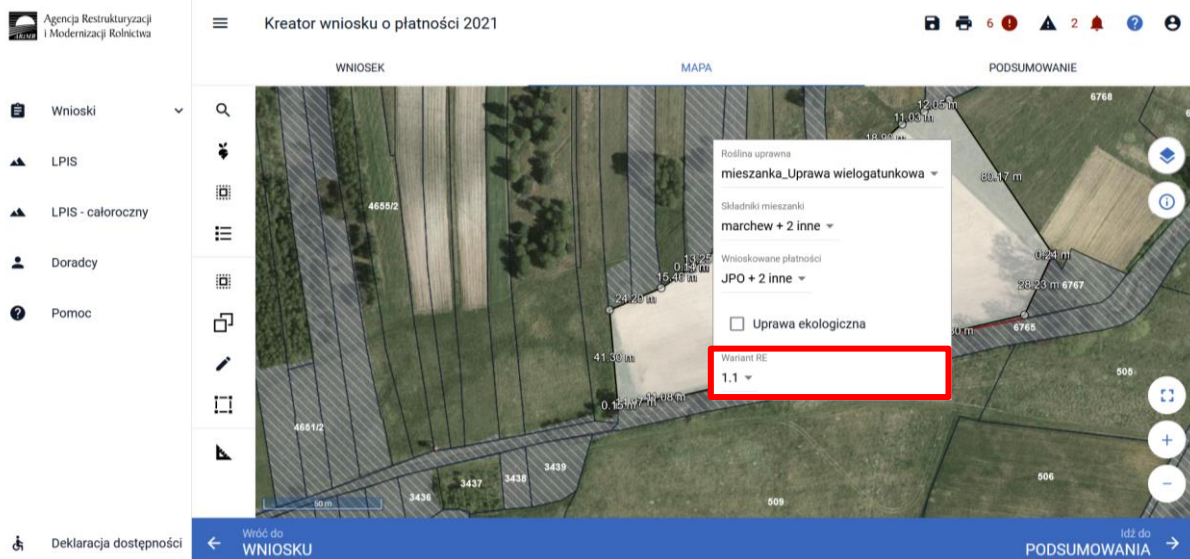 Agencja Restrukturyzacji
i Modernizacji Rolnictwa
ARiMR
Kreator wniosku o płatności 2021
6
2
WNIOSEK
MAPA
PODSUMOWANIE
Wnioski
LPIS
LPIS - całoroczny
Doradcy
Pomoc
Deklaracja dostępności
12.05 m
11.03 m
6768
4655/2
80.17 m
Roślina uprawna
mieszanka_Uprawa wielogatunkowa
Składniki mieszanki
marchew + 2 inne
Wnioskowane płatności
JPO + 2 inne
Uprawa ekologiczna
Wariant RE
1.1
15.46 m
24.20 m
0.24 m
28.23 m
6767
6765
41.30 m
505
4651/2
3439
3438
3437
3436
506
509
50 m
Wróć do
WNIOSKU
Idź do
PODSUMOWANIA